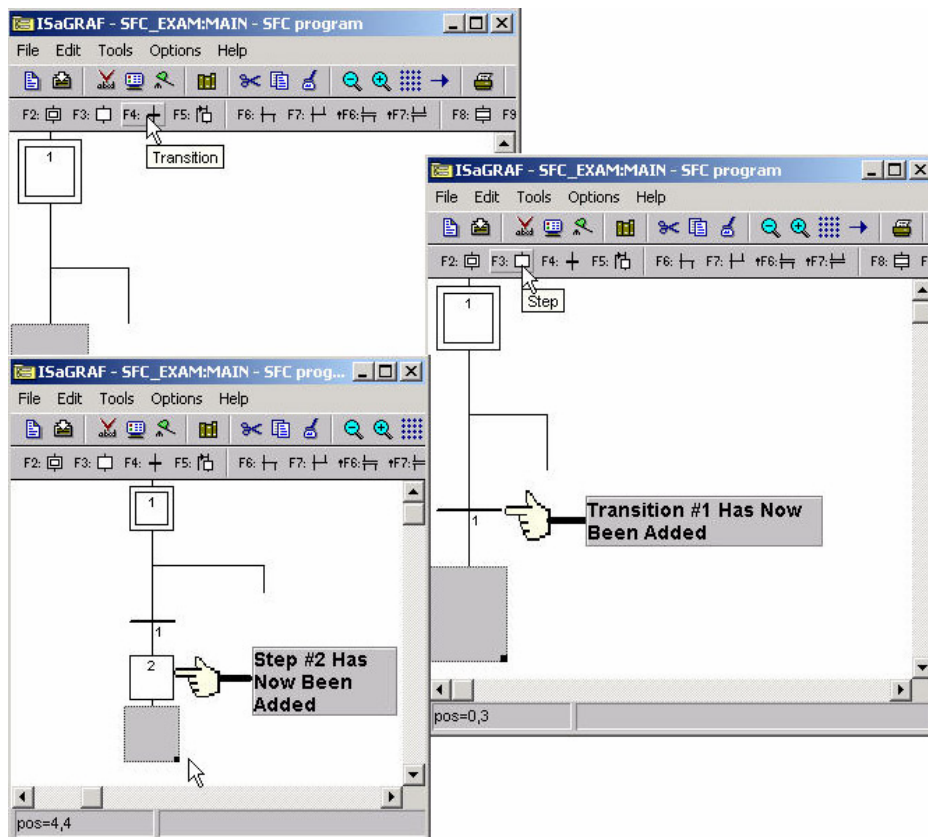 ISaGRAF - SFC_EXAM:MAIN - SFC program
File Edit Tools Options Help
F2: F3: F4: F5: F6: F7: ↑F6: ↑F7: F8: F9
Transition
1
ISaGRAF - SFC_EXAM:MAIN - SFC program
File Edit Tools Options Help
F2: F3: F4: F5: F6: F7: ↑F6: ↑F7: F8: F
Step
1
1
Transition #1 Has Now
Been Added
pos=0,3
ISaGRAF - SFC_EXAM:MAIN - SFC prog...
File Edit Tools Options Help
F2: F3: F4: F5: F6: F7: ↑F6: ↑F7:
1
1
2
Step #2 Has
Now Been
Added
pos=4,4